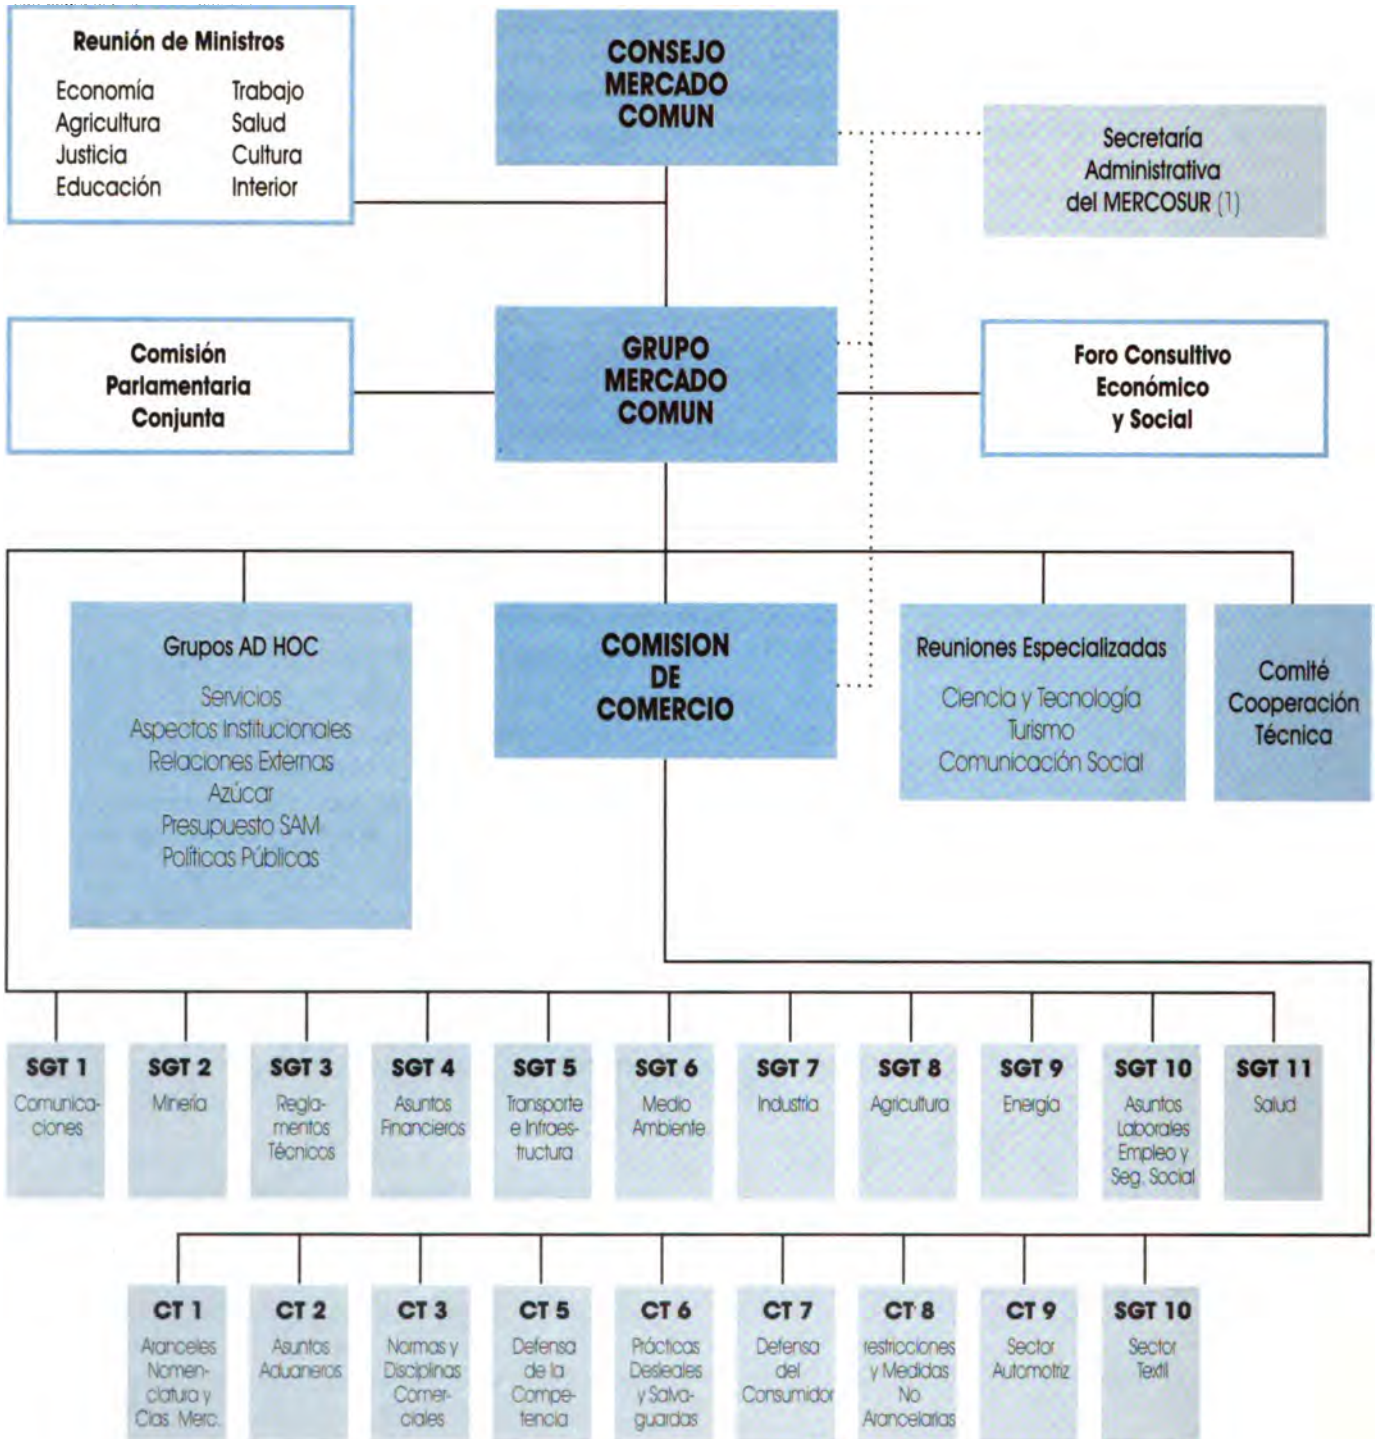 Reunión de Ministros
Economía Trabajo
Agricultura Salud
Justicia Cultura
Educación Interior
CONSEJO
MERCADO
COMUN
Secretaría
Administrativa
del MERCOSUR (1)
Comisión
Parlamentaria
Conjunta
GRUPO
MERCADO
COMUN
Foro Consultivo
Económico
y Social
Grupos AD HOC
Servicios
Aspectos Institucionales
Relaciones Externas
Azúcar
Presupuesto SAM
Políticas Públicas
COMISION
DE
COMERCIO
Reuniones Especializadas
Ciencia y Tecnología
Turismo
Comunicación Social
Comité
Cooperación
Técnica
SGT 1
Comunica-
ciones
SGT 2
Minería
SGT 3
Regla-
mentos
Técnicos
SGT 4
Asuntos
Financieros
SGT 5
Transporte
e Infraes-
tructura
SGT 6
Medio
Ambiente
SGT 7
Industria
SGT 8
Agricultura
SGT 9
Energía
SGT 10
Asuntos
Laborales
Empleo y
Seg. Social
SGT 11
Salud
CT 1
Aranceles
Nomen-
clatura y
Clas. Merc.
CT 2
Asuntos
Aduaneros
CT 3
Normas y
Disciplinas
Comer-
ciales
CT 5
Defensa
de la
Compe-
tencia
CT 6
Prácticas
Desleales
y Salva-
guardas
CT 7
Defensa
del
Consumidor
CT 8
restricciones
y Medidas
No
Arancelarias
CT 9
Sector
Automotriz
SGT 10
Sector
Textil